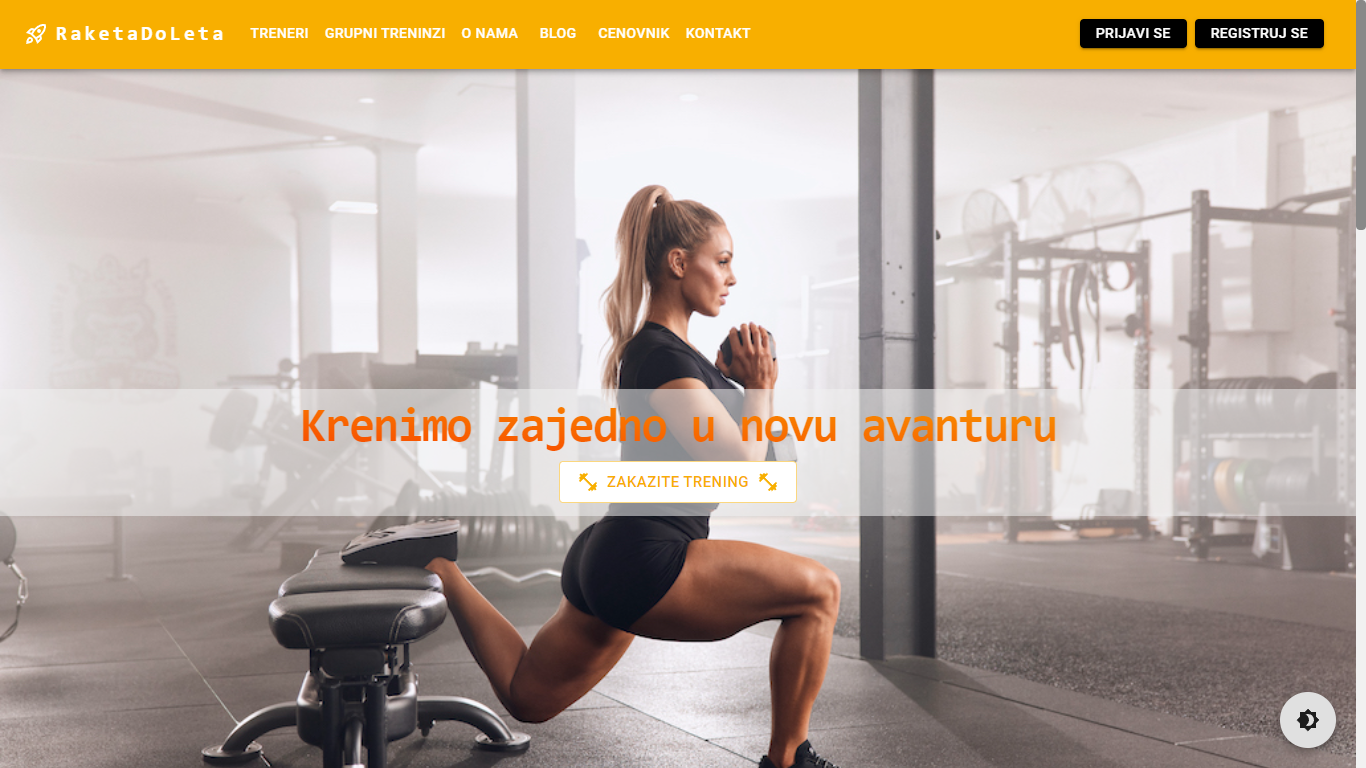 RaketaDoLeta
TRENERI
GRUPNI TRENINZI
O NAMA
BLOG
CENOVNIK
KONTAKT
PRIJAVI SE
REGISTRUJ SE
Krenimo zajedno u novu avanturu
ZAKAZITE TRENING